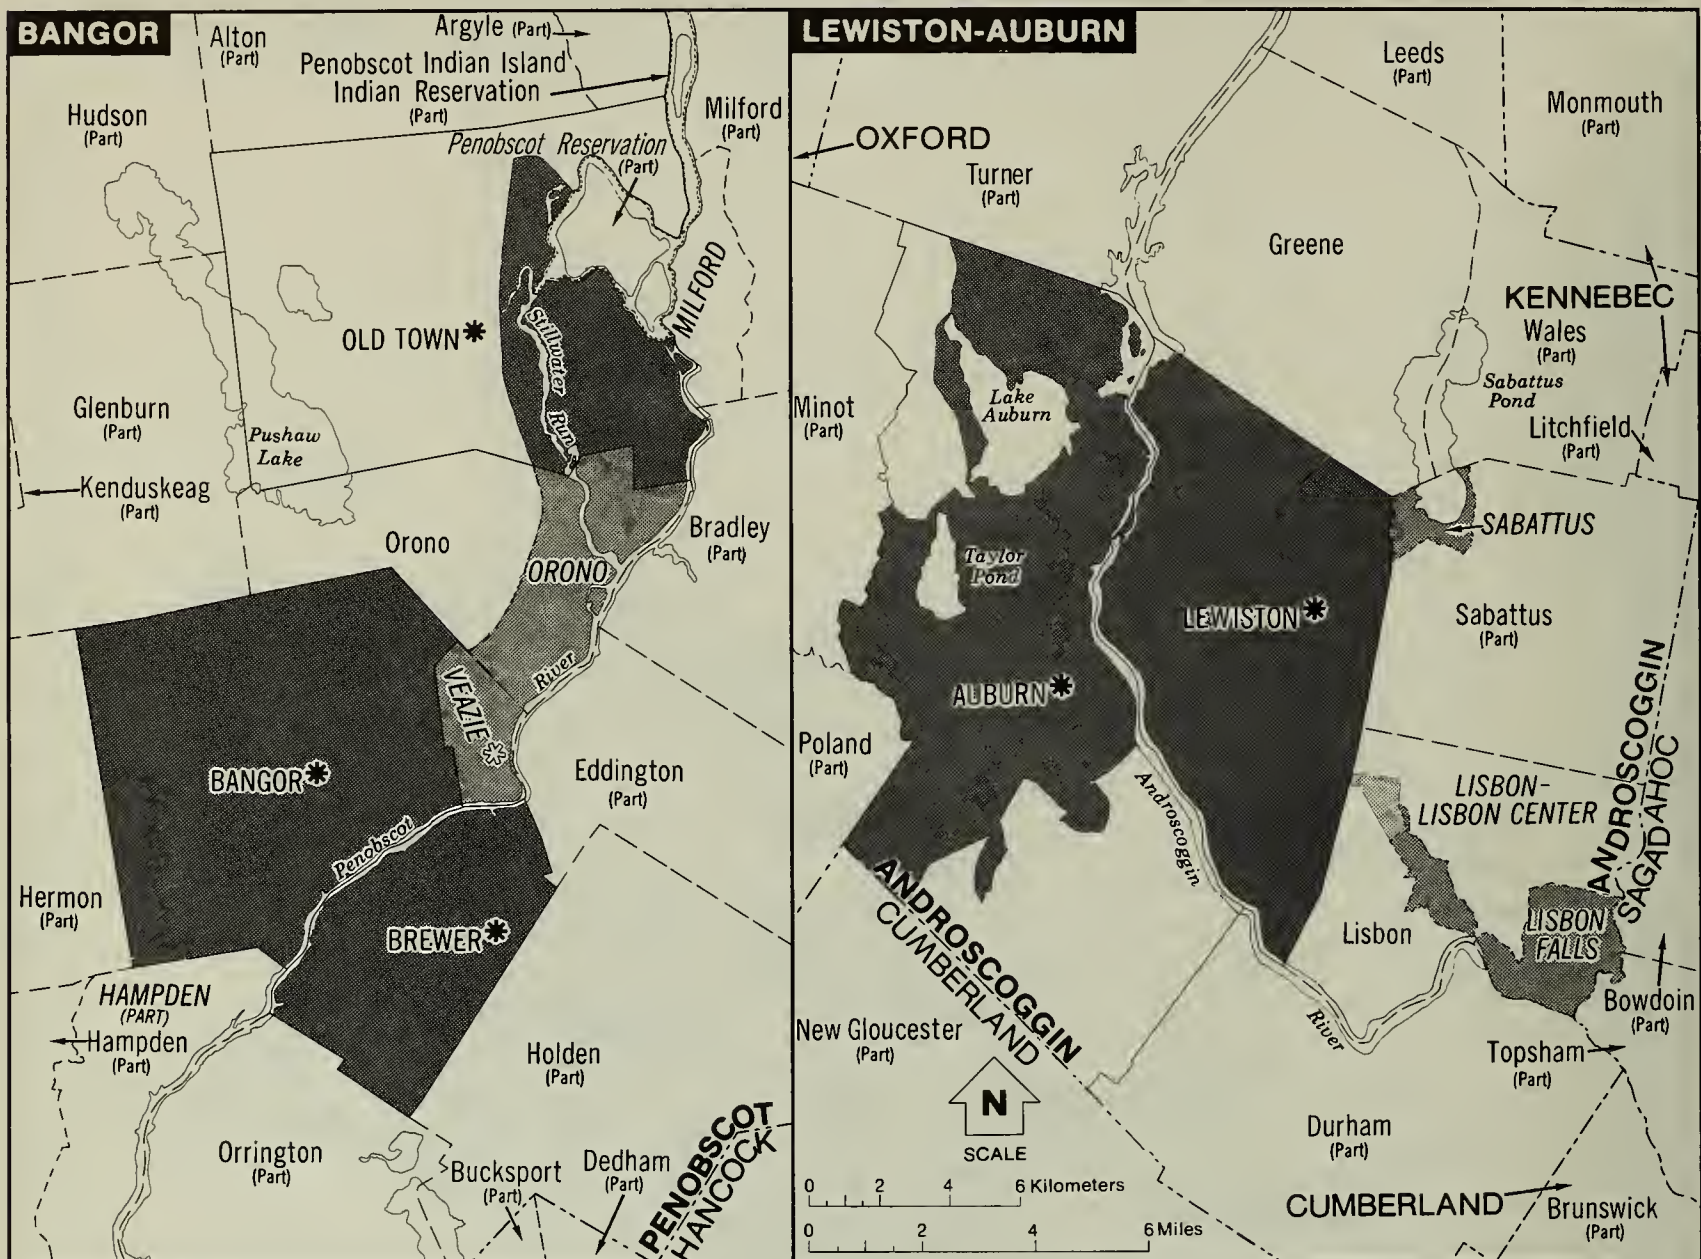 BANGOR
Alton
(Part)
Argyle (Part)
Penobscot Indian Island
Indian Reservation
(Part)
Hudson
(Part)
Milford
(Part)
Penobscot Reservation
(Part)
MILFORD
OLD TOWN
Stillwater
Run
Glenburn
(Part)
Pushaw
Lake
Kenduskeag
(Part)
Orono
Bradley
(Part)
ORONO
River
VEAZIE
BANGOR
Eddington
(Part)
Penobscot
Hermon
(Part)
BREWER
HAMPDEN
(PART)
Hampden
(Part)
Holden
(Part)
Orrington
(Part)
Bucksport
(Part)
Dedham
(Part)
PENOBSCOT
HANCOCK
LEWISTON-AUBURN
Leeds
(Part)
Monmouth
(Part)
OXFORD
Turner
(Part)
Greene
KENNEBEC
Wales
(Part)
Sabattus
Pond
Lake
Auburn
Minot
(Part)
Litchfield
(Part)
SABATTUS
Taylor
Pond
LEWISTON
Sabattus
(Part)
AUBURN
Poland
(Part)
Androscoggin
LISBON-
LISBON CENTER
ANDROSCOGGIN
SAGADAHOC
ANDROSCOGGIN
CUMBERLAND
Lisbon
LISBON
FALLS
New Gloucester
(Part)
River
Bowdoin
(Part)
Topsham
(Part)
N
SCALE
Durham
(Part)
0 2 4 6 Kilometers
0 2 4 6 Miles
CUMBERLAND
Brunswick
(Part)